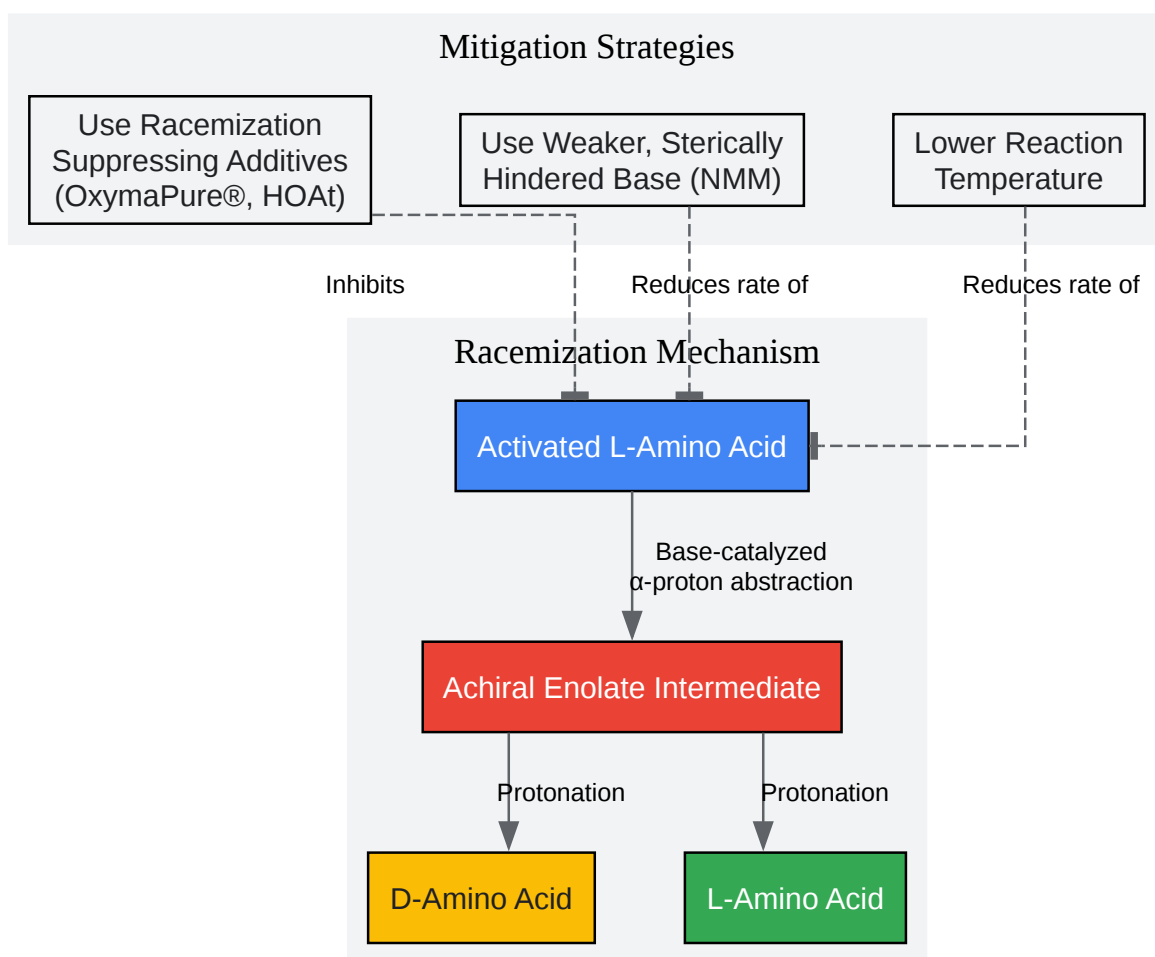 Mitigation Strategies
Use Racemization
Suppressing Additives
(OxymaPure®, HOAt)
Use Weaker, Sterically
Hindered Base (NMM)
Lower Reaction
Temperature
Inhibits
Reduces rate of
Reduces rate of
Racemization Mechanism
Activated L-Amino Acid
Base-catalyzed
α-proton abstraction
Achiral Enolate Intermediate
Protonation
Protonation
D-Amino Acid
L-Amino Acid